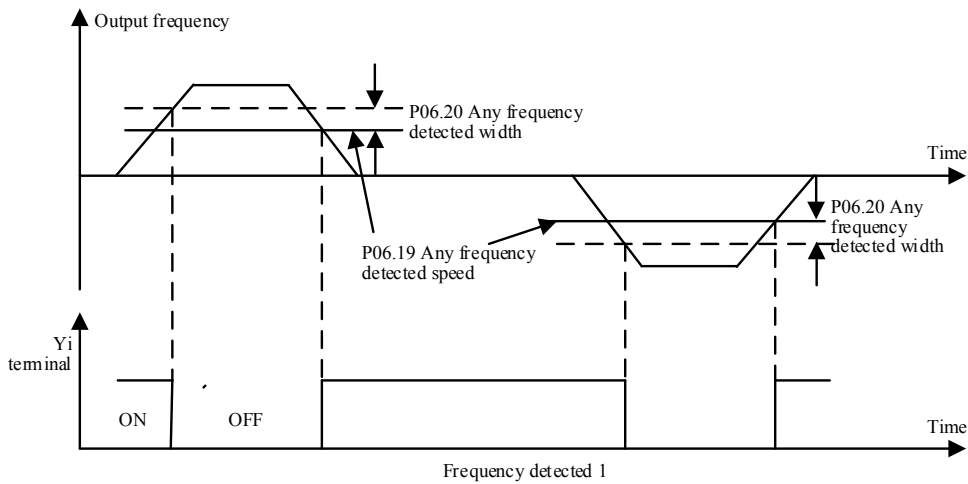 Output frequency
P06.20 Any frequency
detected width
Time
P06.20 Any
frequency
detected width
P06.19 Any frequency
detected speed
Yi
terminal
ON
OFF
Time
Frequency detected 1